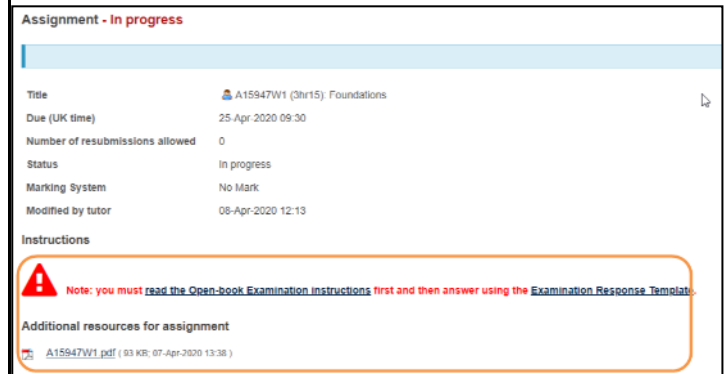 Assignment - In progress
Title A15947W1 (3hr15): Foundations
Due (UK time) 25-Apr-2020 09:30
Number of resubmissions allowed 0
Status In progress
Marking System No Mark
Modified by tutor 08-Apr-2020 12:13
Instructions
Note: you must read the Open-book Examination instructions first and then answer using the Examination Response Template.
Additional resources for assignment
A15947W1.pdf ( 93 KB; 07-Apr-2020 13:38 )